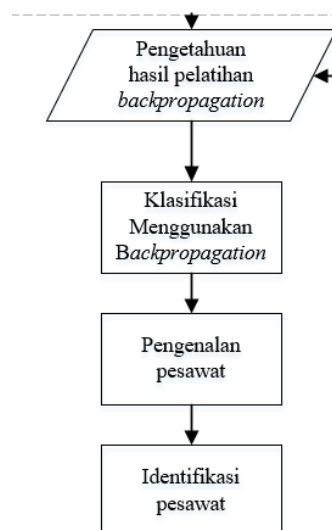 Pengetahuan
hasil pelatihan
backpropagation
Klasifikasi
Menggunakan
Backpropagation
Pengenalan
pesawat
Identifikasi
pesawat